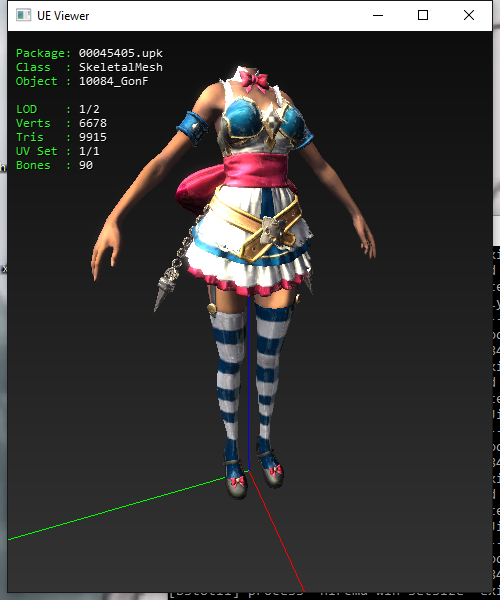 UE Viewer
Package: 00045405.upk
Class : SkeletalMesh
Object : 10084_GonF
LOD : 1/2
Verts : 6678
Tris : 9915
UV Set : 1/1
Bones : 90